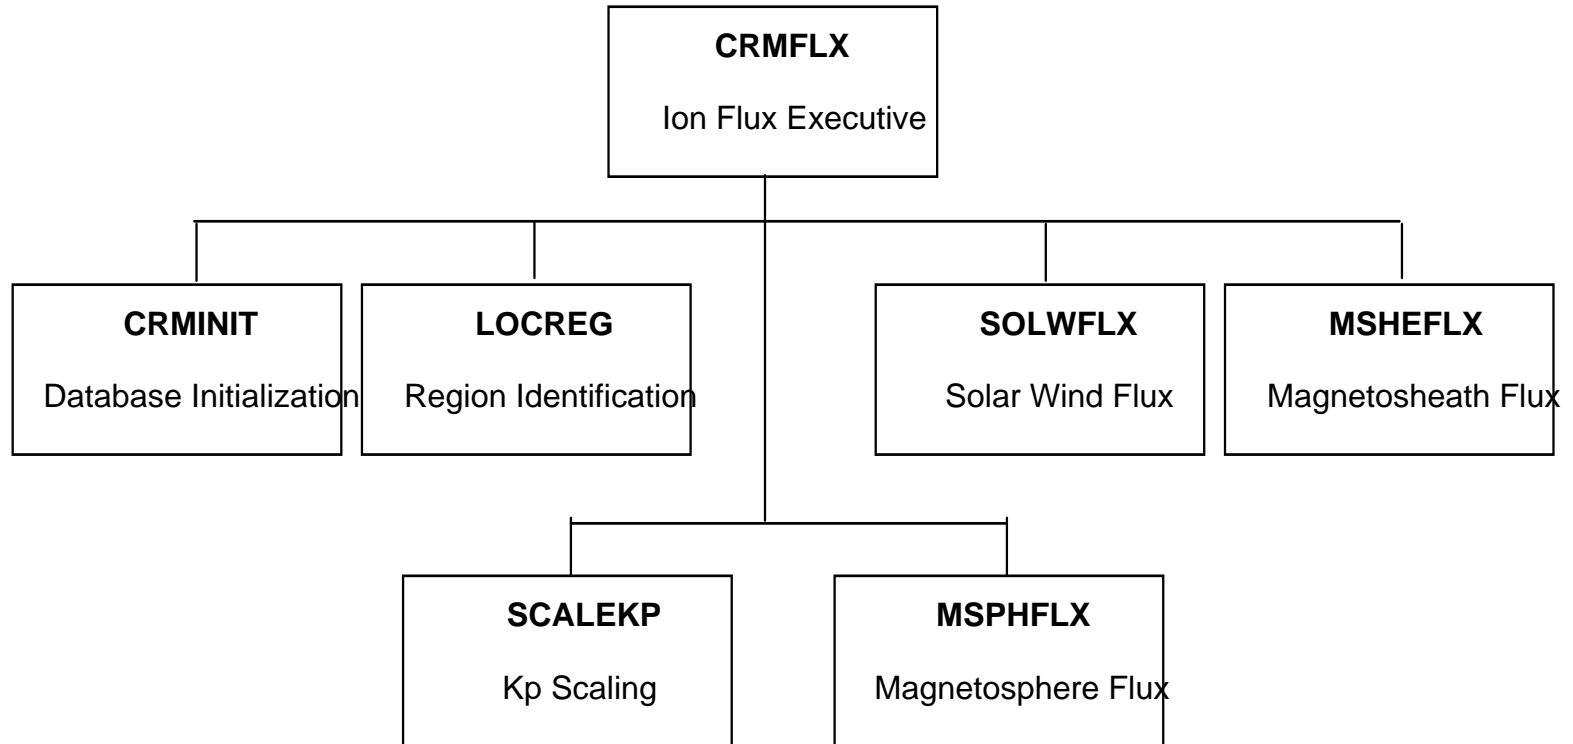 CRMFLX
Ion Flux Executive
CRMINIT
Database Initialization
LOCREG
Region Identification
SOLWFLX
Solar Wind Flux
MSHEFLX
Magnetosheath Flux
SCALEKP
Kp Scaling
MSPHFLX
Magnetosphere Flux